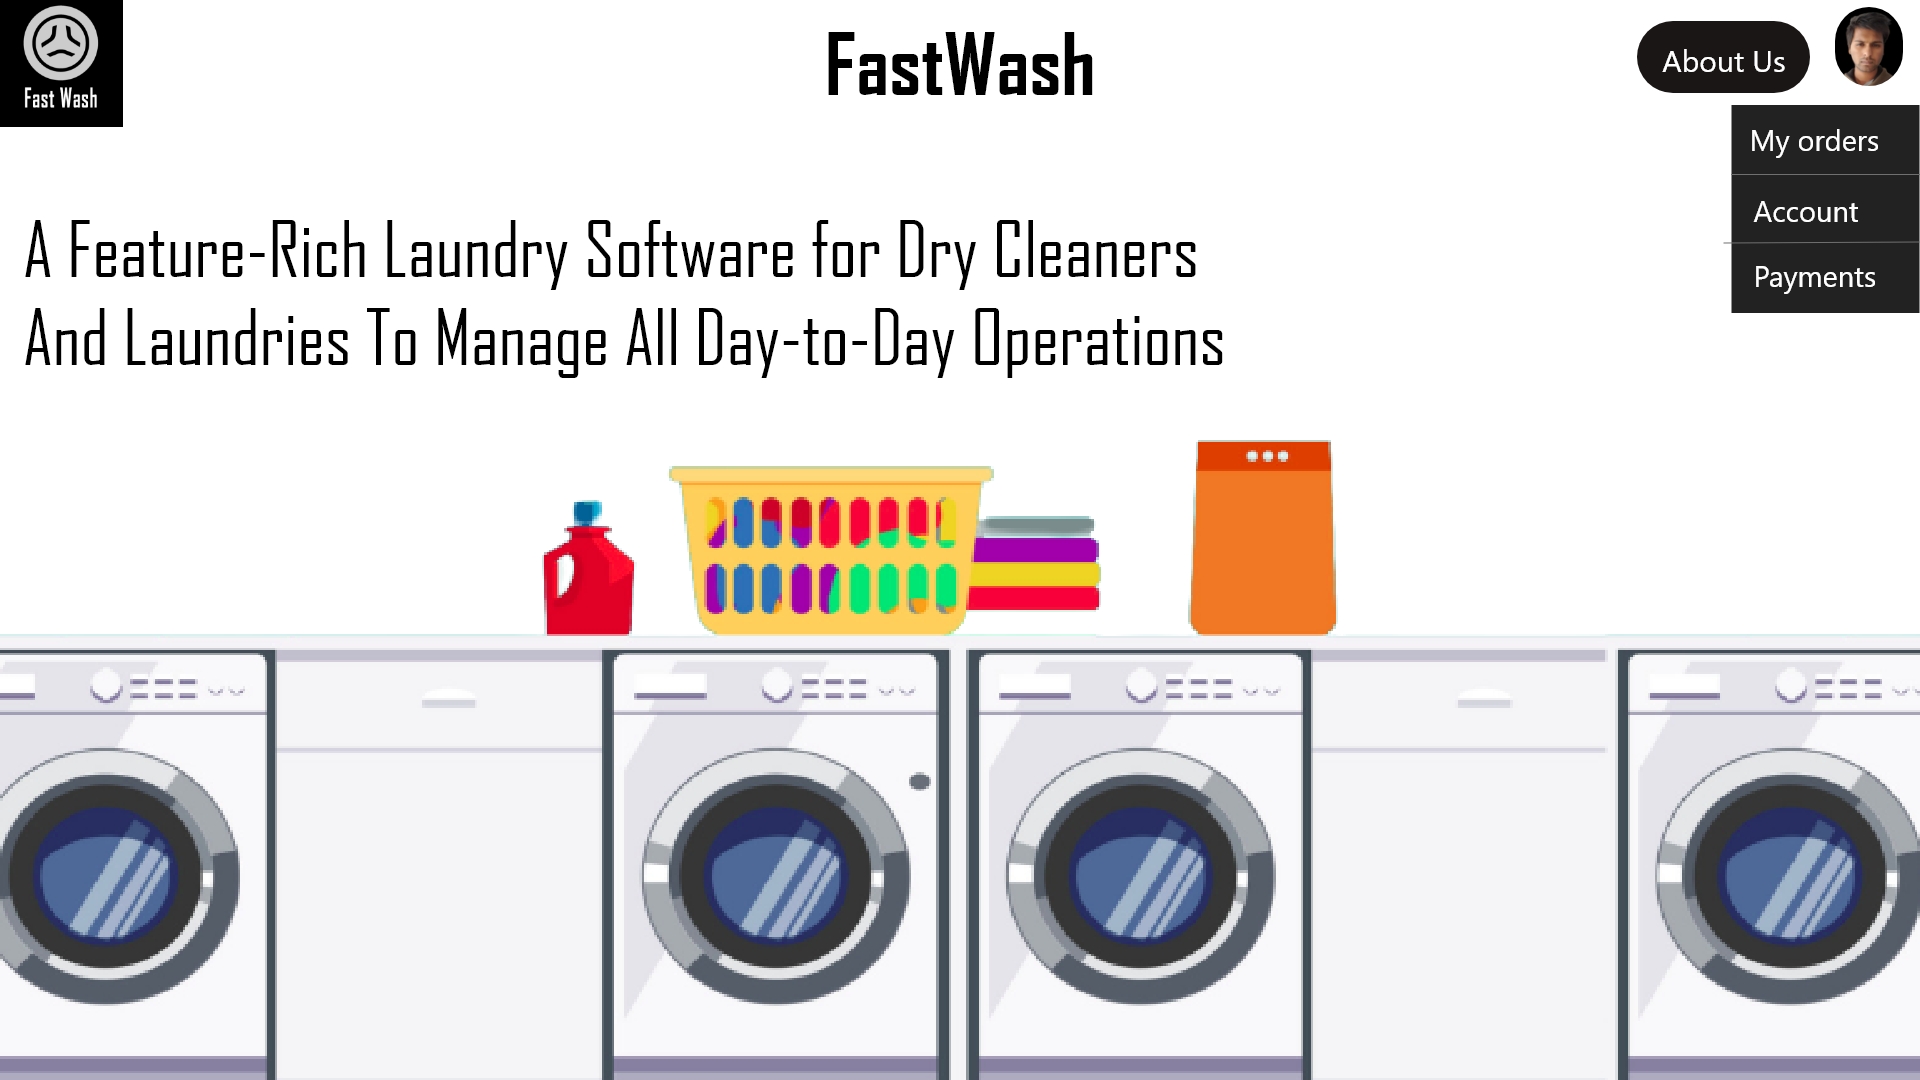 Fast Wash
FastWash
About Us
My orders
Account
Payments
A Feature-Rich Laundry Software for Dry Cleaners
And Laundries To Manage All Day-to-Day Operations